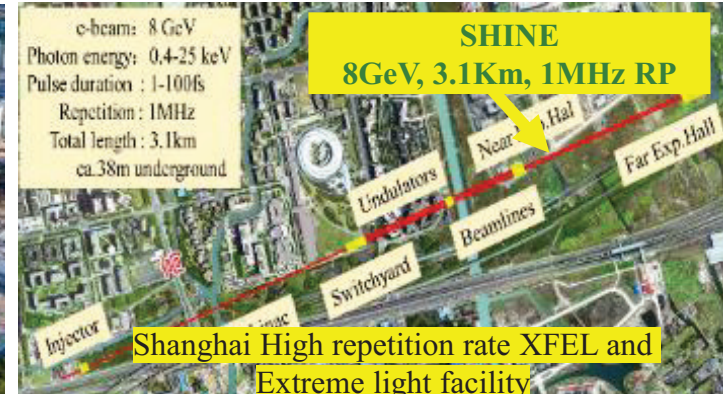 e-beam: 8 GeV
Photon energy: 0.4-25 keV
Pulse duration : 1-100fs
Repetition : 1MHz
Total length : 3.1km
ca.38m underground
SHINE
8GeV, 3.1Km, 1MHz RP
Near Exp.Hal
Far Exp.Hall
Undulators
Beamlines
Switchyard
Injector
Shanghai High repetition rate XFEL and
Extreme light facility